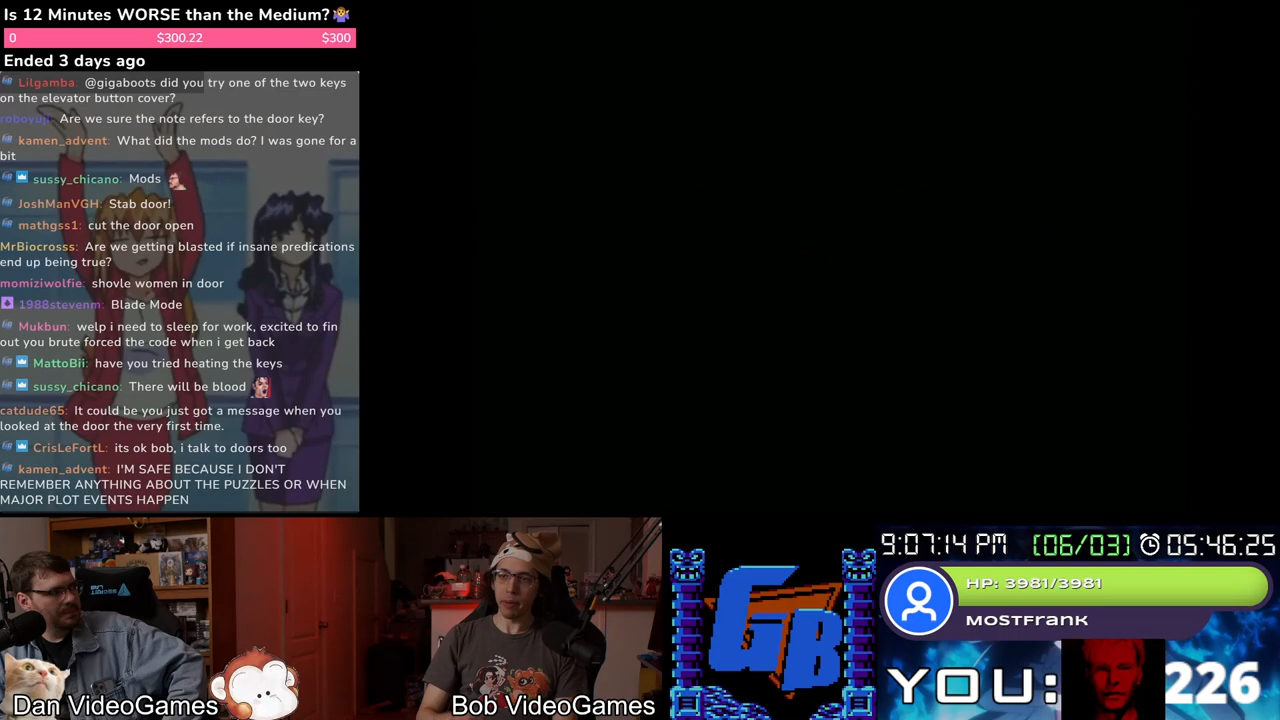 Is 12 Minutes WORSE than the Medium?🤷
0 $300.22 $300
Ended 3 days ago
Lilgamba: @gigaboots did you try one of the two keys
on the elevator button cover?
roboyuji: Are we sure the note refers to the door key?
kamen_advent: What did the mods do? I was gone for a
bit
sussy_chicano: Mods
JoshManVGH: Stab door!
mathgss1: cut the door open
MrBiocrosss: Are we getting blasted if insane predications
end up being true?
momiziwolfie: shovle women in door
1988stevenm: Blade Mode
Mukbun: welp i need to sleep for work, excited to fin
out you brute forced the code when i get back
MattoBii: have you tried heating the keys
sussy_chicano: There will be blood
catdude65: It could be you just got a message when you
looked at the door the very first time.
CrisLeFortL: its ok bob, i talk to doors too
kamen_advent: I'M SAFE BECAUSE I DON'T
REMEMBER ANYTHING ABOUT THE PUZZLES OR WHEN
MAJOR PLOT EVENTS HAPPEN
Dan VideoGames
Bob VideoGames
GB
9:07:14 PM [06/03] 05:46:25
HP: 3981/3981
MostFrank
YOU: 226